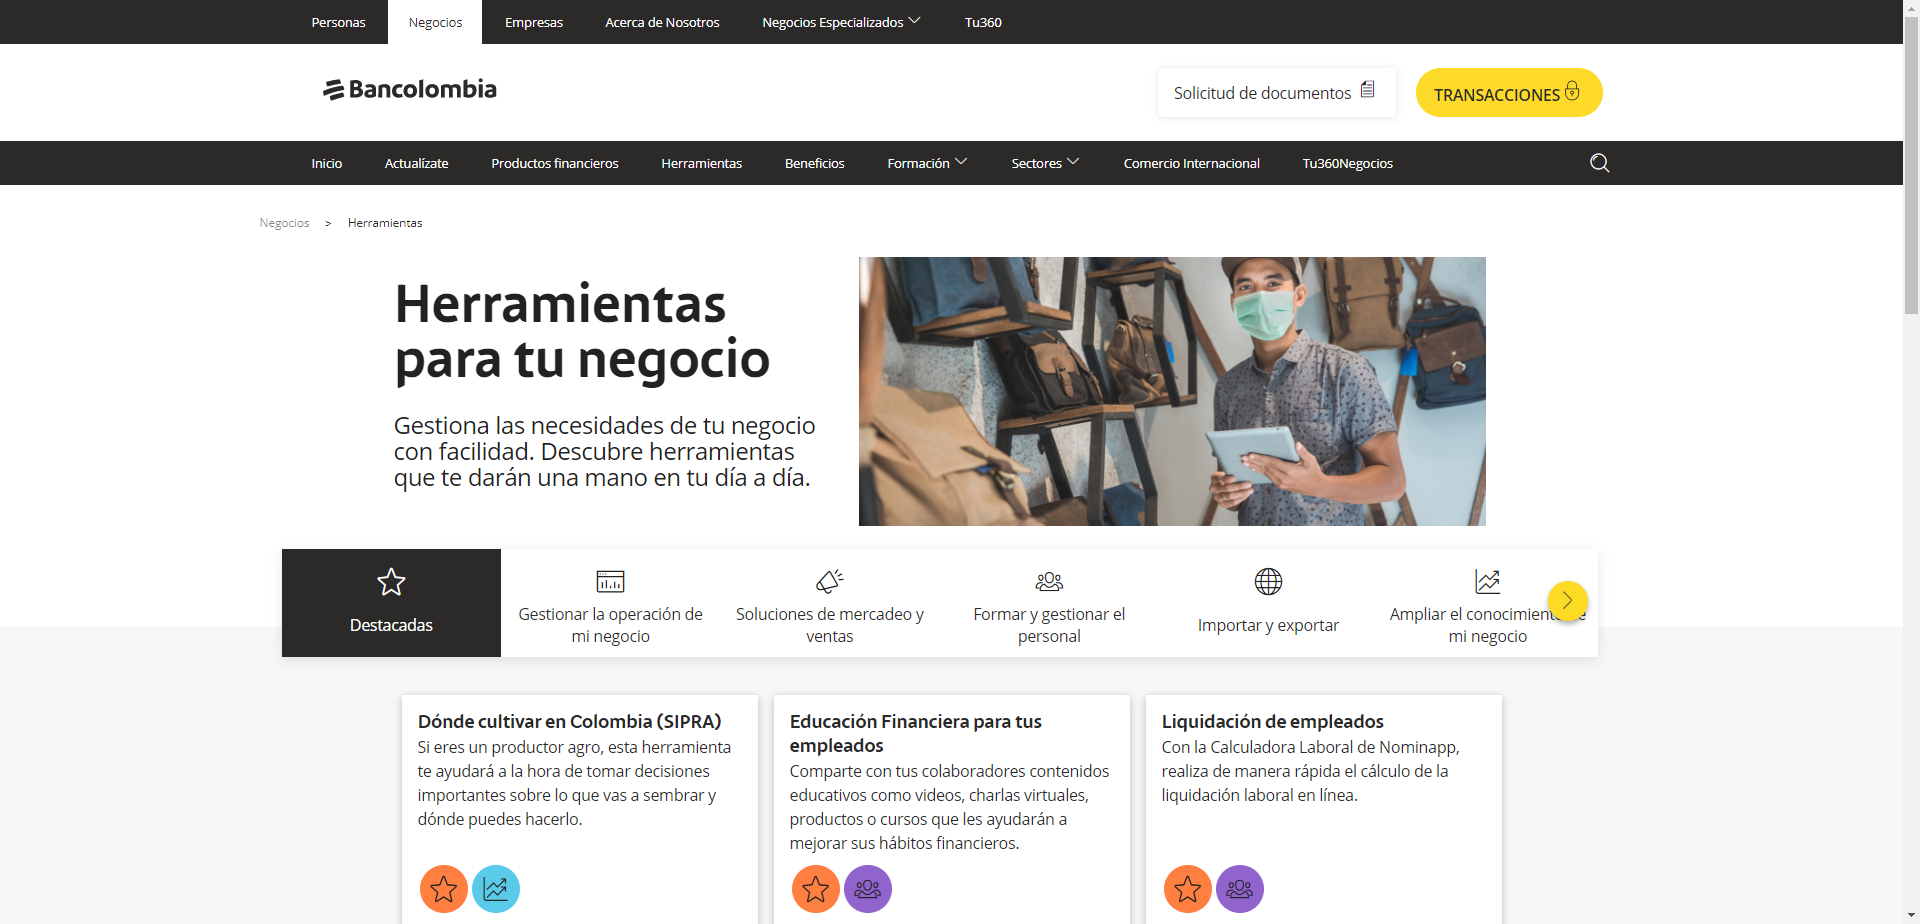 Personas
Negocios
Empresas
Acerca de Nosotros
Negocios Especializados
Tu360
Bancolombia
Solicitud de documentos
TRANSACCIONES
Inicio
Actualízate
Productos financieros
Herramientas
Beneficios
Formación
Sectores
Comercio Internacional
Tu360Negocios
Negocios > Herramientas
Herramientas
para tu negocio
Gestiona las necesidades de tu negocio
con facilidad. Descubre herramientas
que te darán una mano en tu día a día.
Destacadas
Gestionar la operación de
mi negocio
Soluciones de mercadeo y
ventas
Formar y gestionar el
personal
Importar y exportar
Ampliar el conocimiento de
mi negocio
Dónde cultivar en Colombia (SIPRA)
Si eres un productor agro, esta herramienta
te ayudará a la hora de tomar decisiones
importantes sobre lo que vas a sembrar y
dónde puedes hacerlo.
Educación Financiera para tus
empleados
Comparte con tus colaboradores contenidos
educativos como videos, charlas virtuales,
productos o cursos que les ayudarán a
mejorar sus hábitos financieros.
Liquidación de empleados
Con la Calculadora Laboral de Nominapp,
realiza de manera rápida el cálculo de la
liquidación laboral en línea.